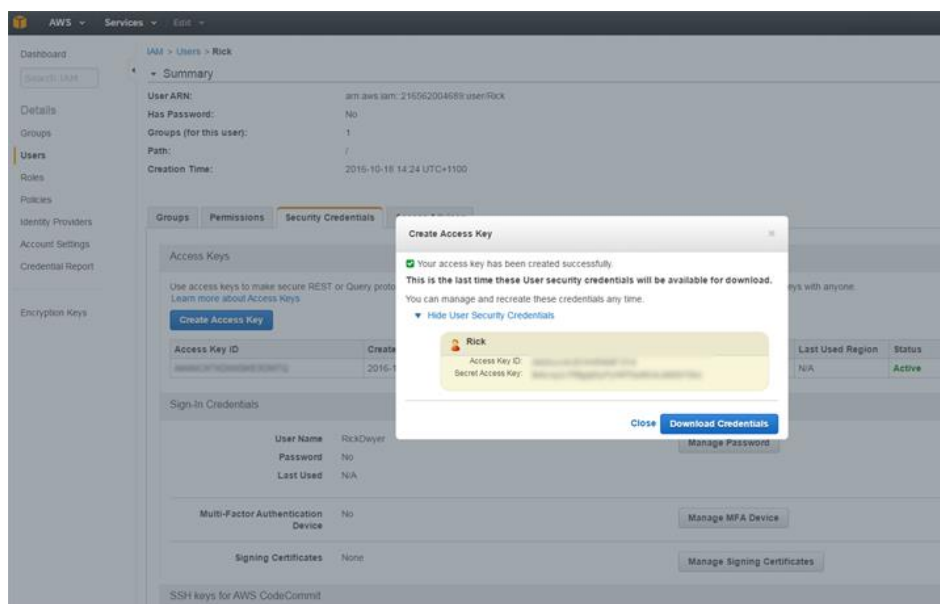 AWS Services Edit
Dashboard
Search IAM
Details
Groups
Users
Roles
Policies
Identity Providers
Account Settings
Credential Report
Encryption Keys
IAM > Users > Rick
Summary
User ARN: arn:aws:iam::216562004689:user/Rick
Has Password: No
Groups (for this user): 1
Path: /
Creation Time: 2016-10-18 14:24 UTC+1100
Groups Permissions Security Credentials
Access Keys
Use access keys to make secure REST or Query proto
ys with anyone.
Learn more about Access Keys
Create Access Key
Access Key ID Create Last Used Region Status
2016-1 N/A Active
Sign-In Credentials
User Name RickDwyer
Password No
Manage Password
Last Used N/A
Multi-Factor Authentication Device No
Manage MFA Device
Signing Certificates None
Manage Signing Certificates
SSH keys for AWS CodeCommit
Create Access Key
Your access key has been created successfully.
This is the last time these User security credentials will be available for download.
You can manage and recreate these credentials any time.
Hide User Security Credentials
Rick
Access Key ID:
Secret Access Key:
Close Download Credentials